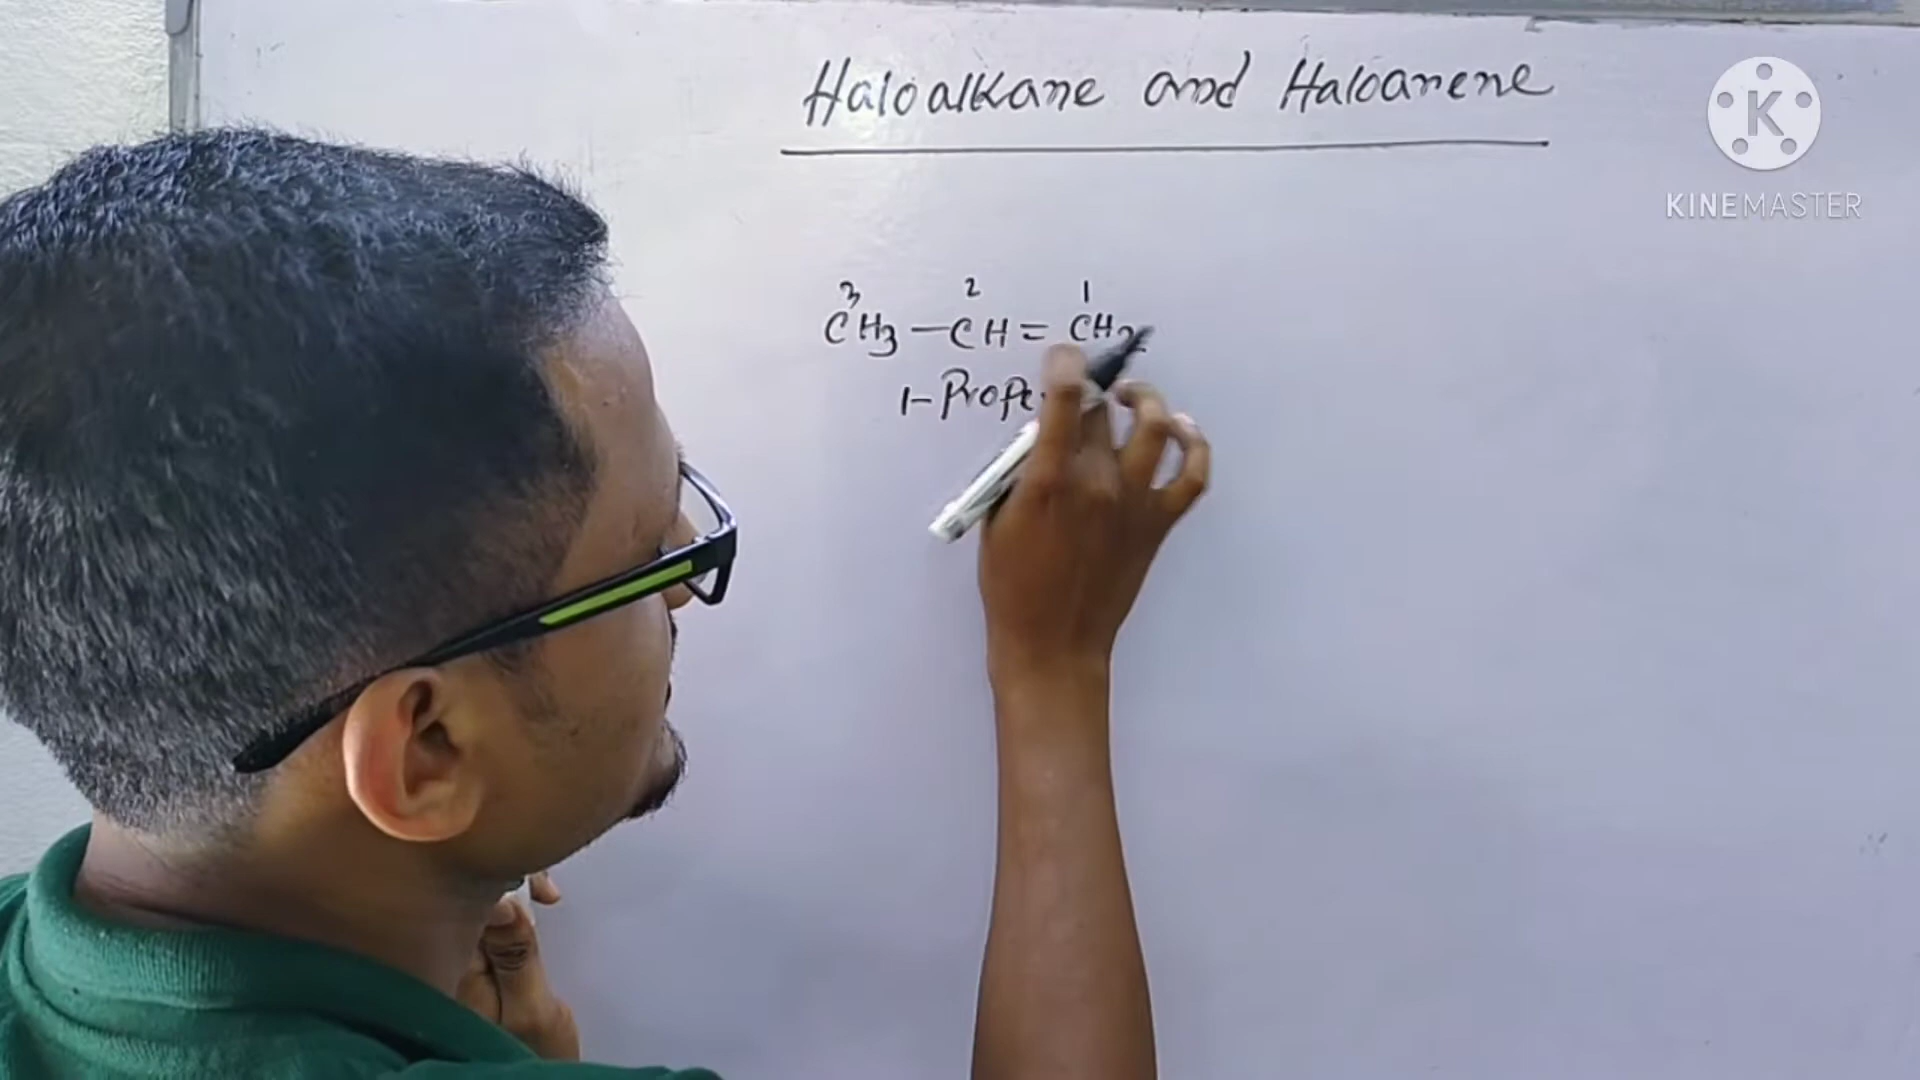 Haloalkane and Haloarene
K
KINEMASTER
3 2 1
CH3 — CH = CH2
1- Prope